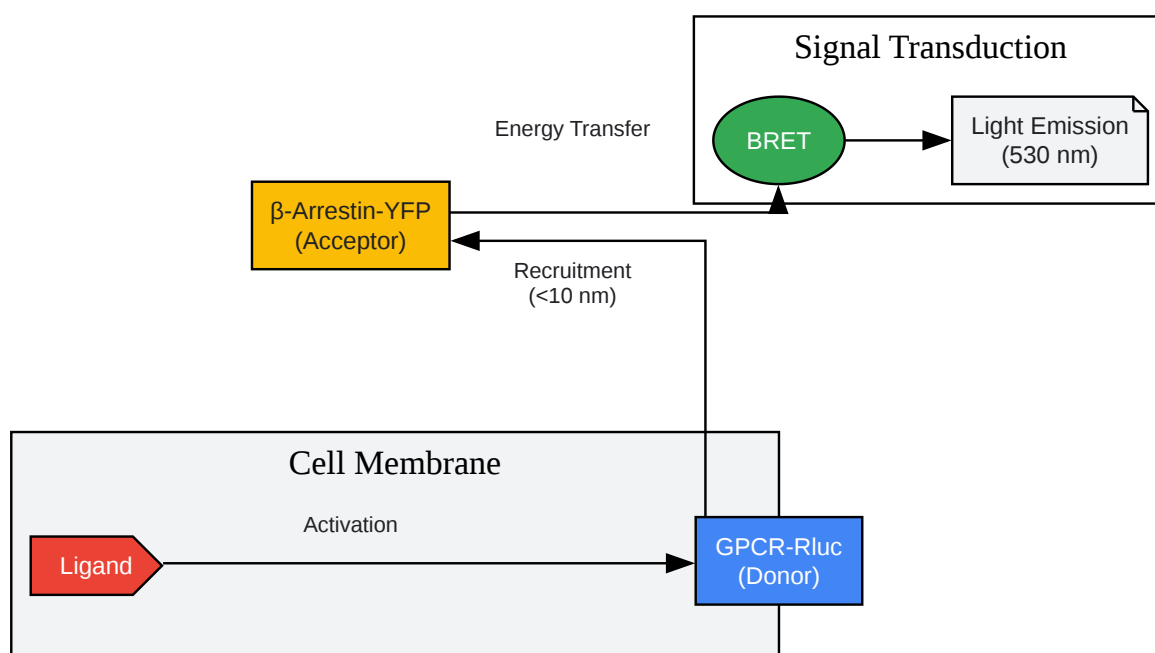 Signal Transduction
Energy Transfer
BRET
Light Emission
(530 nm)
β-Arrestin-YFP
(Acceptor)
Recruitment
(<10 nm)
Cell Membrane
Activation
Ligand
GPCR-Rluc
(Donor)